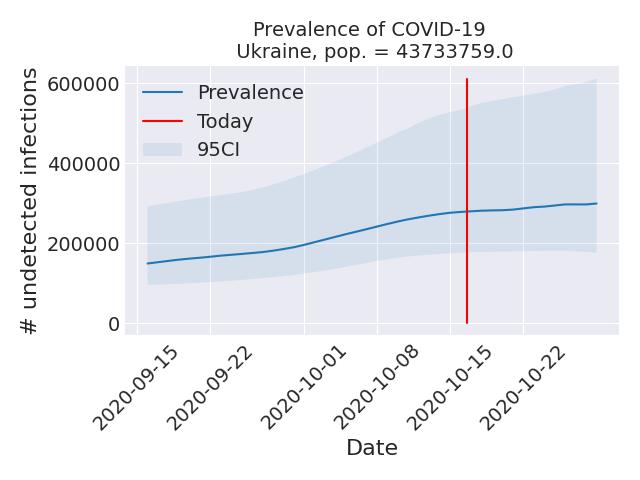 Prevalence of COVID-19
Ukraine, pop. = 43733759.0
# undetected infections
600000
400000
200000
0
Prevalence
Today
95CI
2020-09-15
2020-09-22
2020-10-01
2020-10-08
2020-10-15
2020-10-22
Date